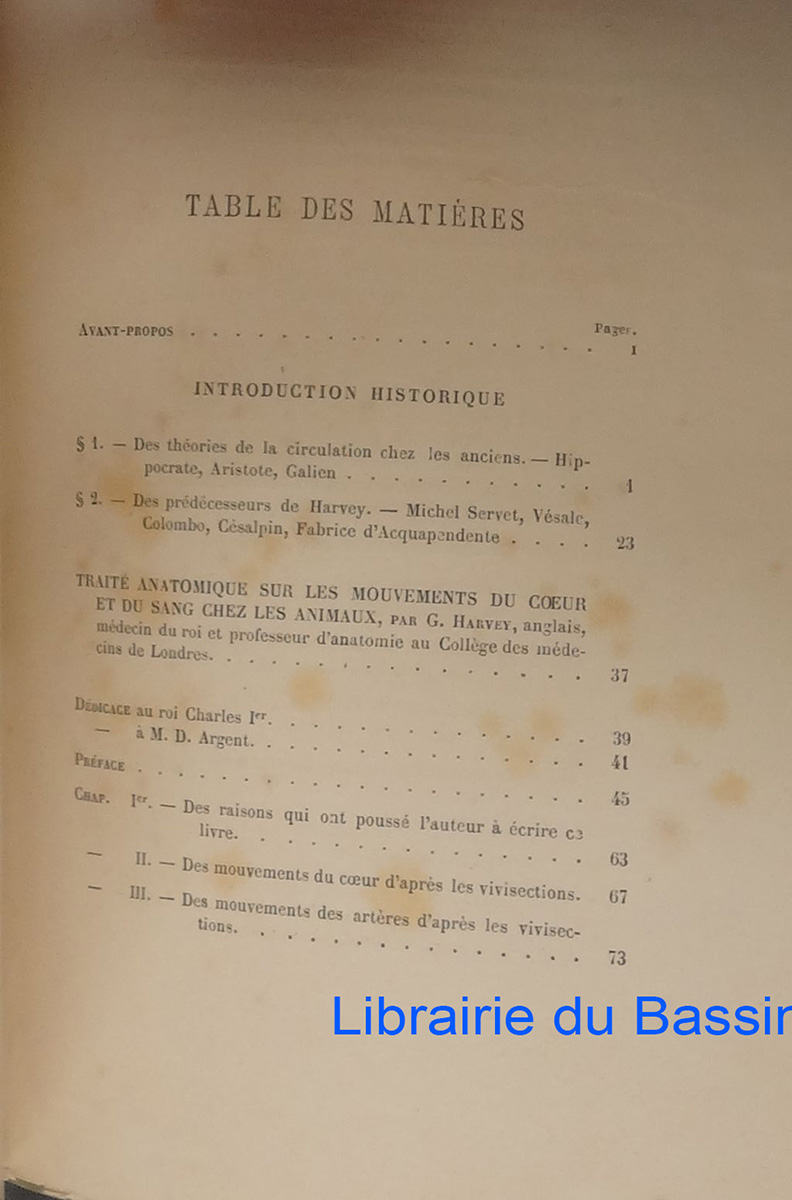 TABLE DES MATIÈRES
Pages.
AVANT-PROPOS . . . . . . . . . . . . . . . . . . I
INTRODUCTION HISTORIQUE
§ 1. — Des théories de la circulation chez les anciens. — Hip-
pocrate, Aristote, Galien . . . . . . . . . . . 1
§ 2. — Des prédécesseurs de Harvey. — Michel Servet, Vésale,
Colombo, Césalpin, Fabrice d'Acquapendente . . . . 23
TRAITÉ ANATOMIQUE SUR LES MOUVEMENTS DU CŒUR
ET DU SANG CHEZ LES ANIMAUX, PAR G. HARVEY, anglais,
médecin du roi et professeur d'anatomie au Collège des méde-
cins de Londres. . . . . . . . . . . . . . . . 37
DÉDICACE au roi Charles Ier. . . . . . . . . . . . . 39
— à M. D. Argent. . . . . . . . . . . . . . 41
PRÉFACE . . . . . . . . . . . . . . . . . . 45
CHAP. Ier. — Des raisons qui ont poussé l'auteur à écrire ce
livre. . . . . . . . . . . . . . . 63
— II. — Des mouvements du cœur d'après les vivisections. 67
— III. — Des mouvements des artères d'après les vivisec-
tions. . . . . . . . . . . . . . . 73
Librairie du Bassin